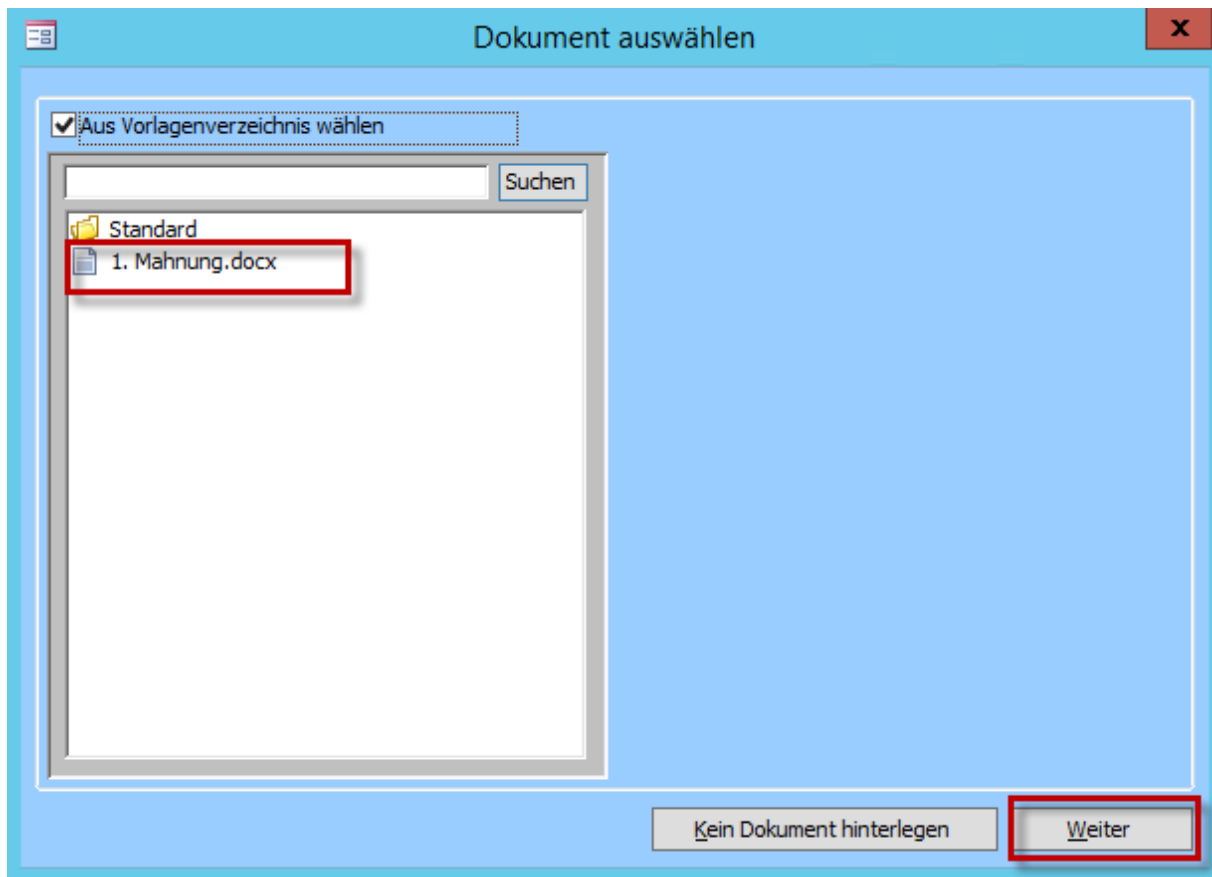 Dokument auswählen
x
Aus Vorlagenverzeichnis wählen
Suchen
Standard
1. Mahnung.docx
Kein Dokument hinterlegen
Weiter